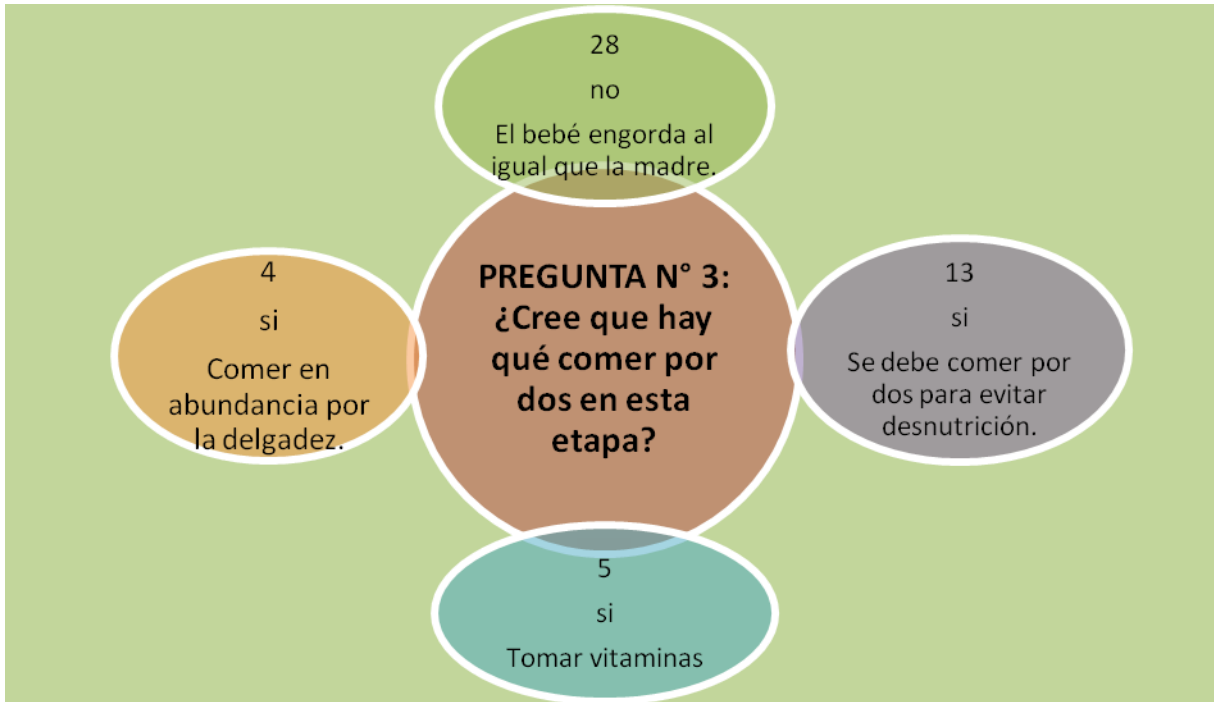 28
no
El bebé engorda al
igual que la madre.
PREGUNTA N° 3:
¿Cree que hay
qué comer por
dos en esta
etapa?
4
si
Comer en
abundancia por
la delgadez.
13
si
Se debe comer por
dos para evitar
desnutrición.
5
si
Tomar vitaminas